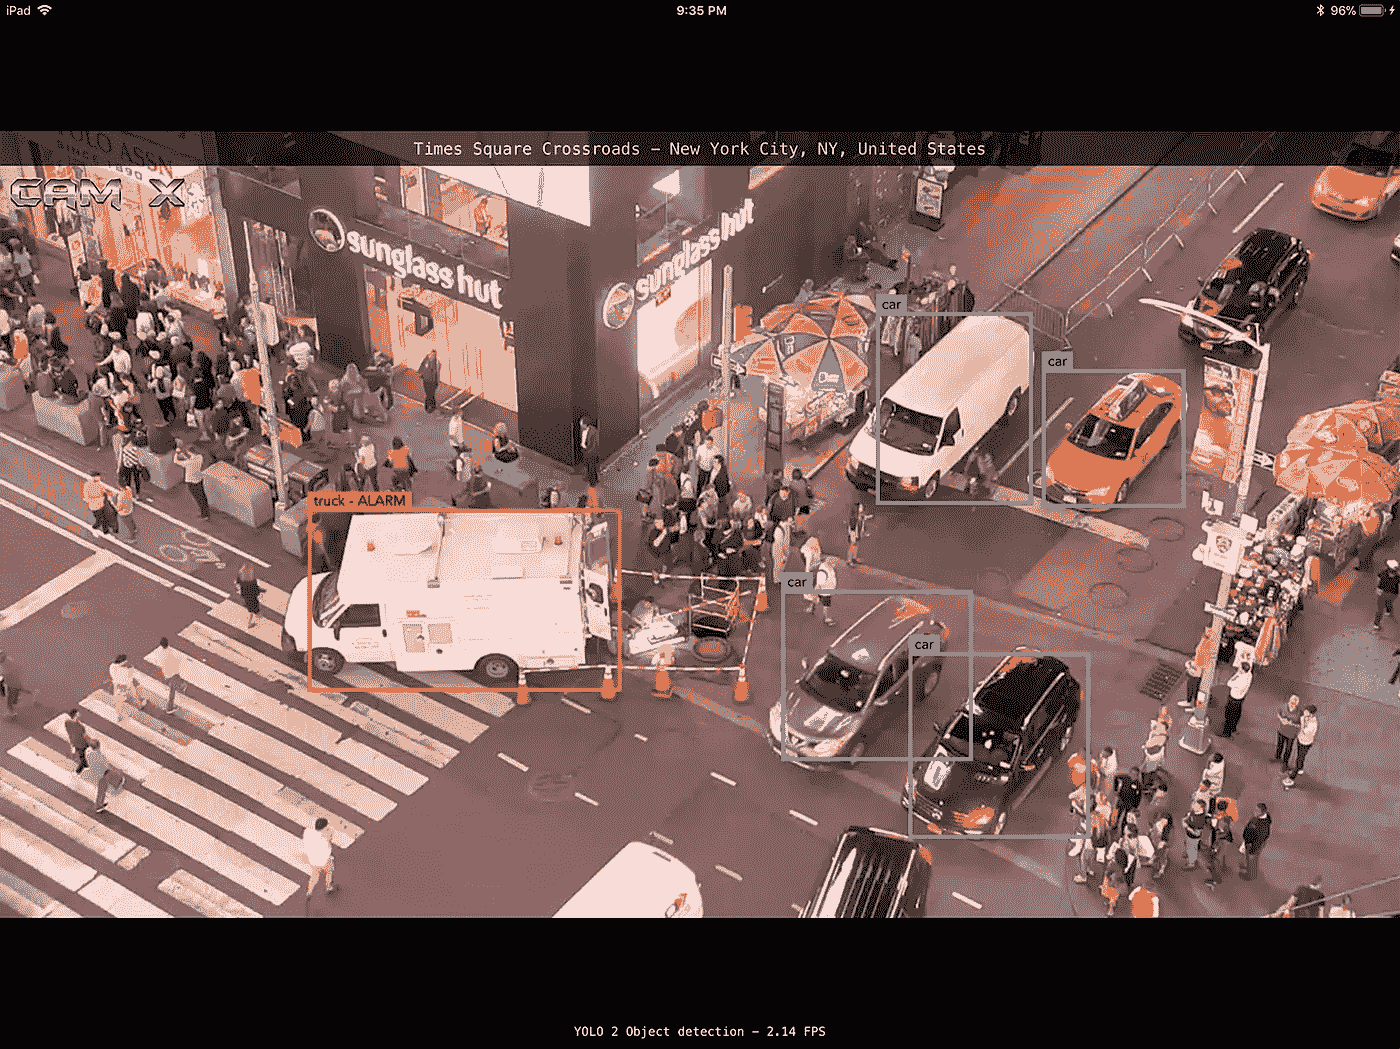 iPad
9:35 PM
96%
Times Square Crossroads – New York City, NY, United States
CAM X
sunglass hut
sunglass hut
car
car
truck - ALARM
car
car
YOLO 2 Object detection – 2.14 FPS